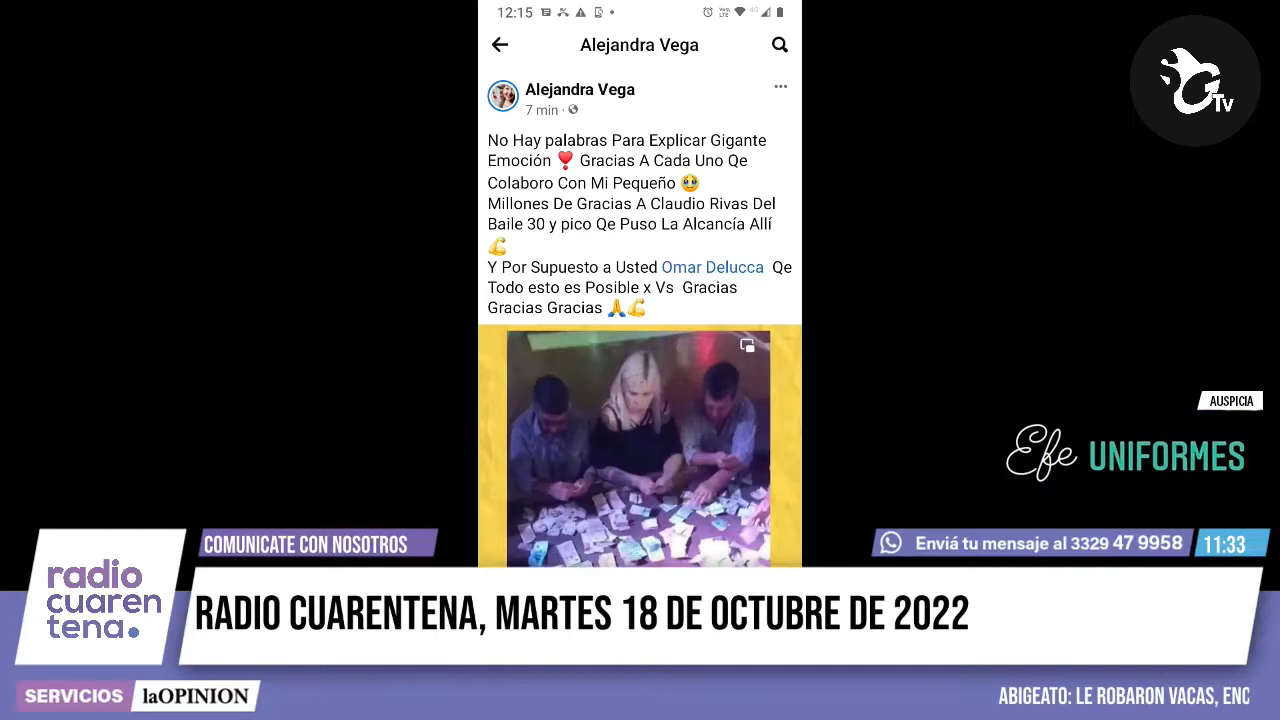 12:15
Alejandra Vega
Alejandra Vega
7 min ·
No Hay palabras Para Explicar Gigante
Emoción ❣️ Gracias A Cada Uno Qe
Colaboro Con Mi Pequeño 🥹
Millones De Gracias A Claudio Rivas Del
Baile 30 y pico Qe Puso La Alcancía Allí
💪
Y Por Supuesto a Usted Omar Delucca Qe
Todo esto es Posible x Vs Gracias
Gracias Gracias 🙏💪
G Tv
AUSPICIA
Efe UNIFORMES
COMUNICATE CON NOSOTROS
Enviá tu mensaje al 3329 47 9958
11:33
radio
cuaren
tena.
RADIO CUARENTENA, MARTES 18 DE OCTUBRE DE 2022
SERVICIOS
laOPINION
ABIGEATO: LE ROBARON VACAS, ENC